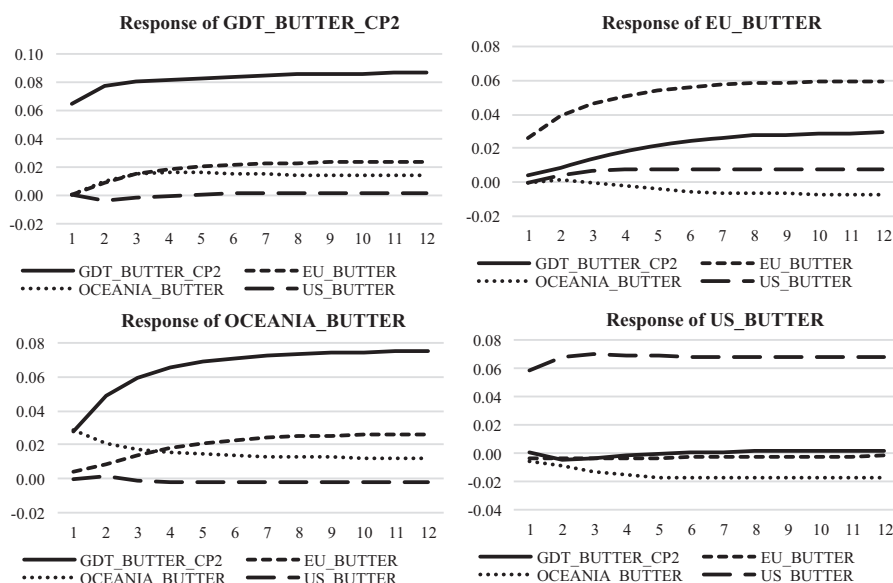 Response of GDT_BUTTER_CP2
0.10
0.08
0.06
0.04
0.02
0.00
-0.02
1 2 3 4 5 6 7 8 9 10 11 12
GDT_BUTTER_CP2 EU_BUTTER
OCEANIA_BUTTER US_BUTTER
Response of EU_BUTTER
0.08
0.06
0.04
0.02
0.00
-0.02
1 2 3 4 5 6 7 8 9 10 11 12
GDT_BUTTER_CP2 EU_BUTTER
OCEANIA_BUTTER US_BUTTER
Response of OCEANIA_BUTTER
0.08
0.06
0.04
0.02
0.00
-0.02
1 2 3 4 5 6 7 8 9 10 11 12
GDT_BUTTER_CP2 EU_BUTTER
OCEANIA_BUTTER US_BUTTER
Response of US_BUTTER
0.08
0.06
0.04
0.02
0.00
-0.02
-0.04
1 2 3 4 5 6 7 8 9 10 11 12
GDT_BUTTER_CP2 EU_BUTTER
OCEANIA_BUTTER US_BUTTER